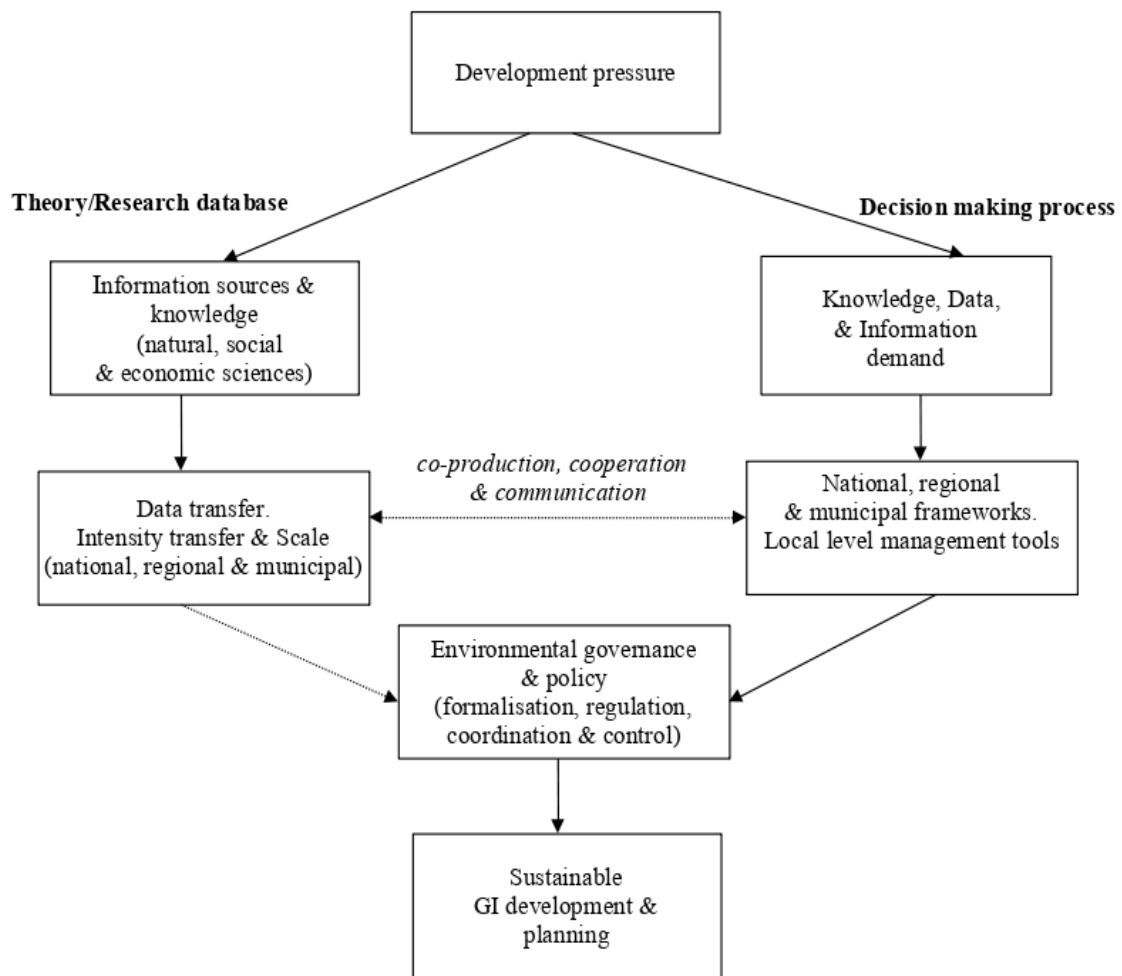 Development pressure
Theory/Research database
Decision making process
Information sources &
knowledge
(natural, social
& economic sciences)
Knowledge, Data,
& Information
demand
co-production, cooperation
& communication
Data transfer.
Intensity transfer & Scale
(national, regional & municipal)
National, regional
& municipal frameworks.
Local level management tools
Environmental governance
& policy
(formalisation, regulation,
coordination & control)
Sustainable
GI development &
planning